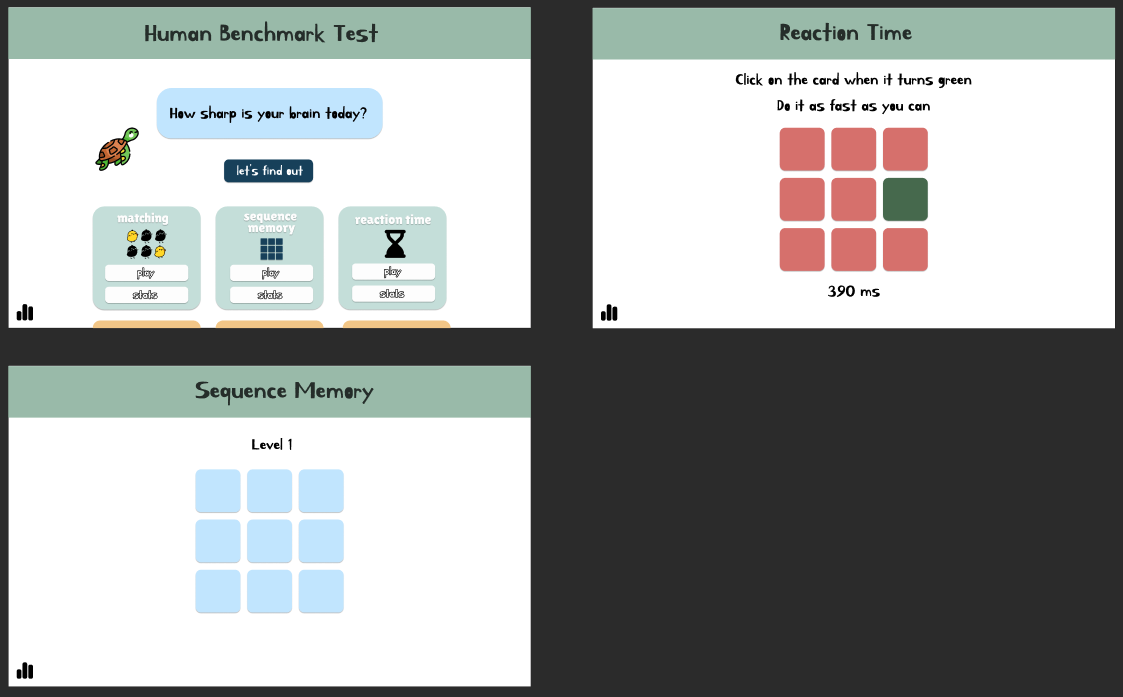 Human Benchmark Test
How sharp is your brain today?
let's find out
matching
play
stats
sequence
memory
play
stats
reaction time
play
stats
Reaction Time
Click on the card when it turns green
Do it as fast as you can
390 ms
Sequence Memory
Level 1